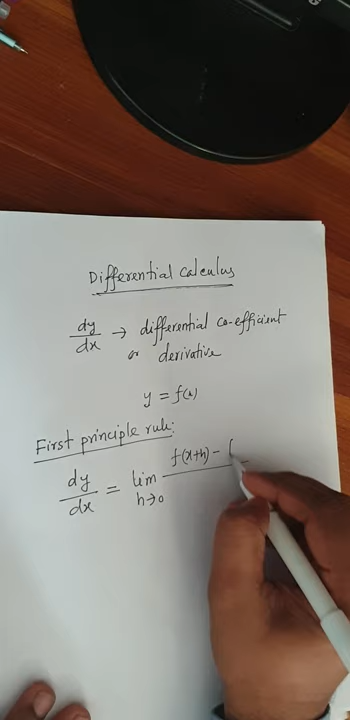 Differential calculus
dy/dx → differential co-efficient
or derivative
y = f(x)
First principle rule:
dy/dx = lim h→0 f(x+h) - f